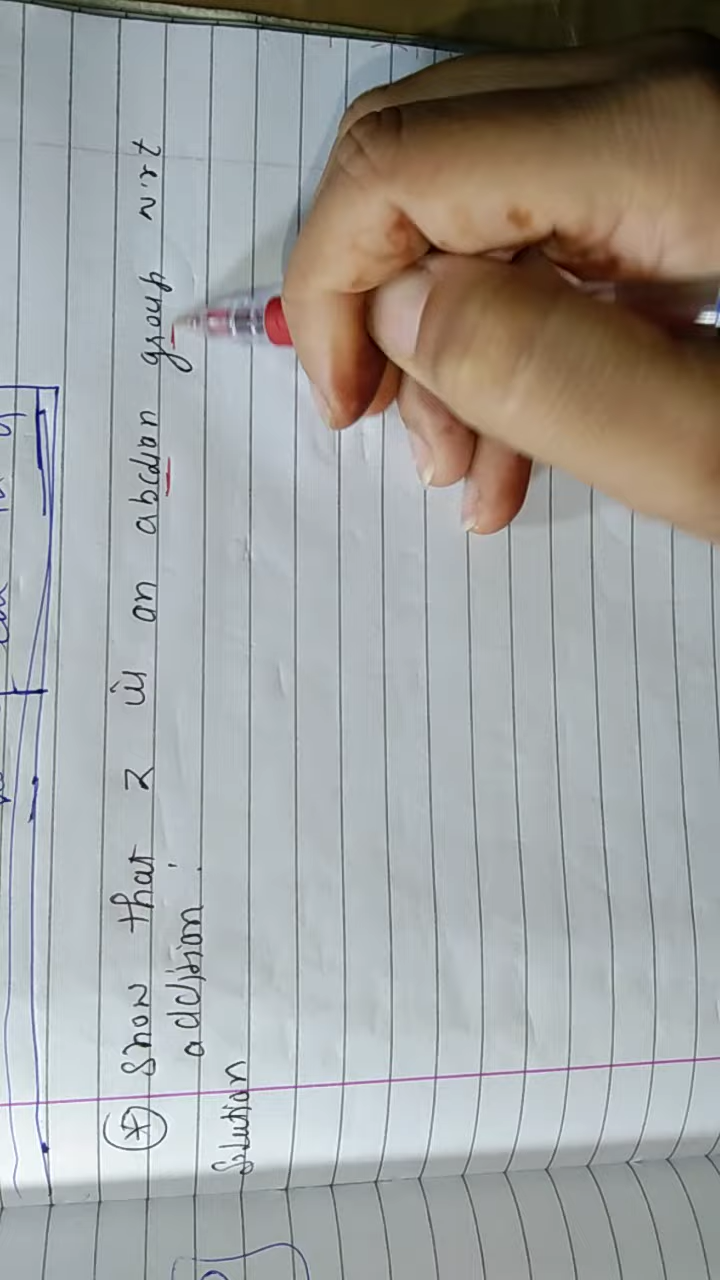 * Show that Z is an abelian group w.r.t
addition.
Solution